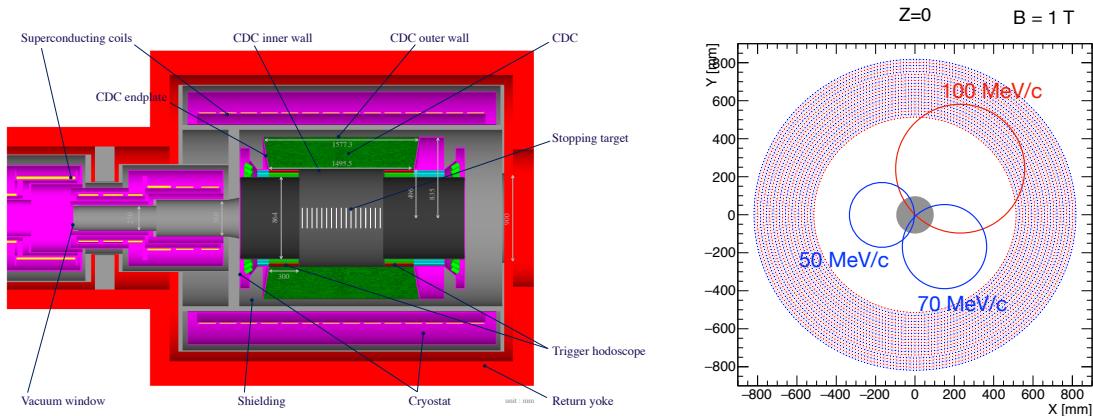 Superconducting coils
CDC inner wall
CDC outer wall
CDC
CDC endplate
Stopping target
1577.3
1495.5
496
835
864
900
250
300
Vacuum window
Shielding
Cryostat
Trigger hodoscope
Return yoke
unit : mm
Z=0
B = 1 T
Y [mm]
800
600
400
200
0
−200
−400
−600
−800
100 MeV/c
50 MeV/c
70 MeV/c
−800 −600 −400 −200 0 200 400 600 800
X [mm]